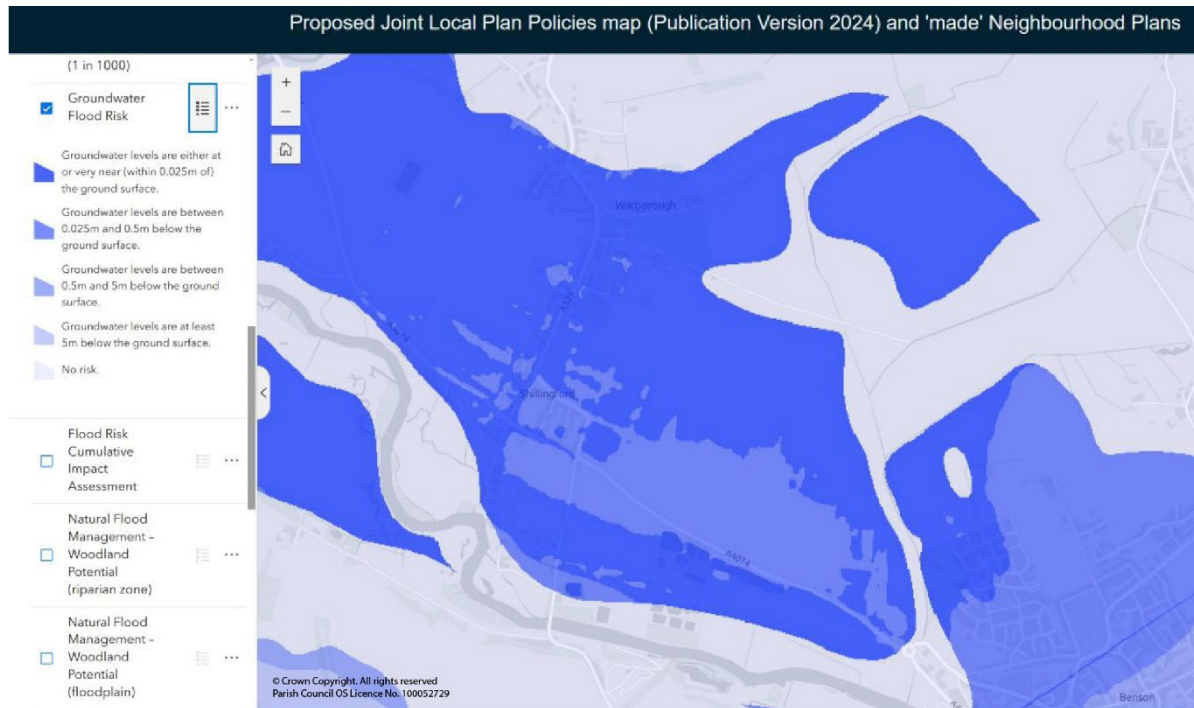 Proposed Joint Local Plan Policies map (Publication Version 2024) and 'made' Neighbourhood Plans
(1 in 1000)
Groundwater
Flood Risk
Groundwater levels are either at
or very near (within 0.025m of)
the ground surface.
Groundwater levels are between
0.025m and 0.5m below the
ground surface.
Groundwater levels are between
0.5m and 5m below the ground
surface.
Groundwater levels are at least
5m below the ground surface.
No risk.
Flood Risk
Cumulative
Impact
Assessment
Natural Flood
Management –
Woodland
Potential
(riparian zone)
Natural Flood
Management –
Woodland
Potential
(floodplain)
Warborough
A329
A4074
Shillingford
A4074
Benson
© Crown Copyright. All rights reserved
Parish Council OS Licence No. 100052729